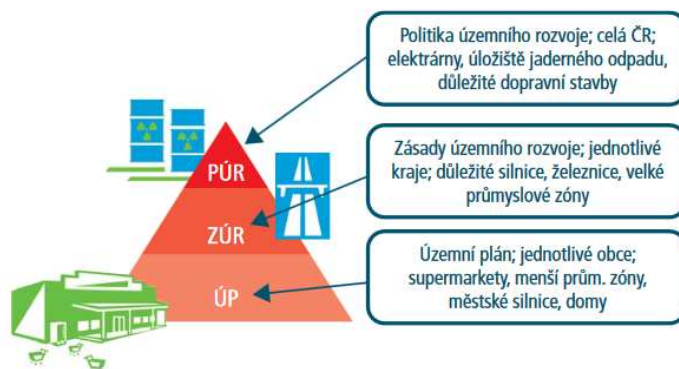 Politika územního rozvoje; celá ČR;
elektrárny, úložiště jaderného odpadu,
důležité dopravní stavby
PÚR
Zásady územního rozvoje; jednotlivé
kraje; důležité silnice, železnice, velké
průmyslové zóny
ZÚR
Územní plán; jednotlivé obce;
supermarkety, menší prům. zóny,
městské silnice, domy
ÚP